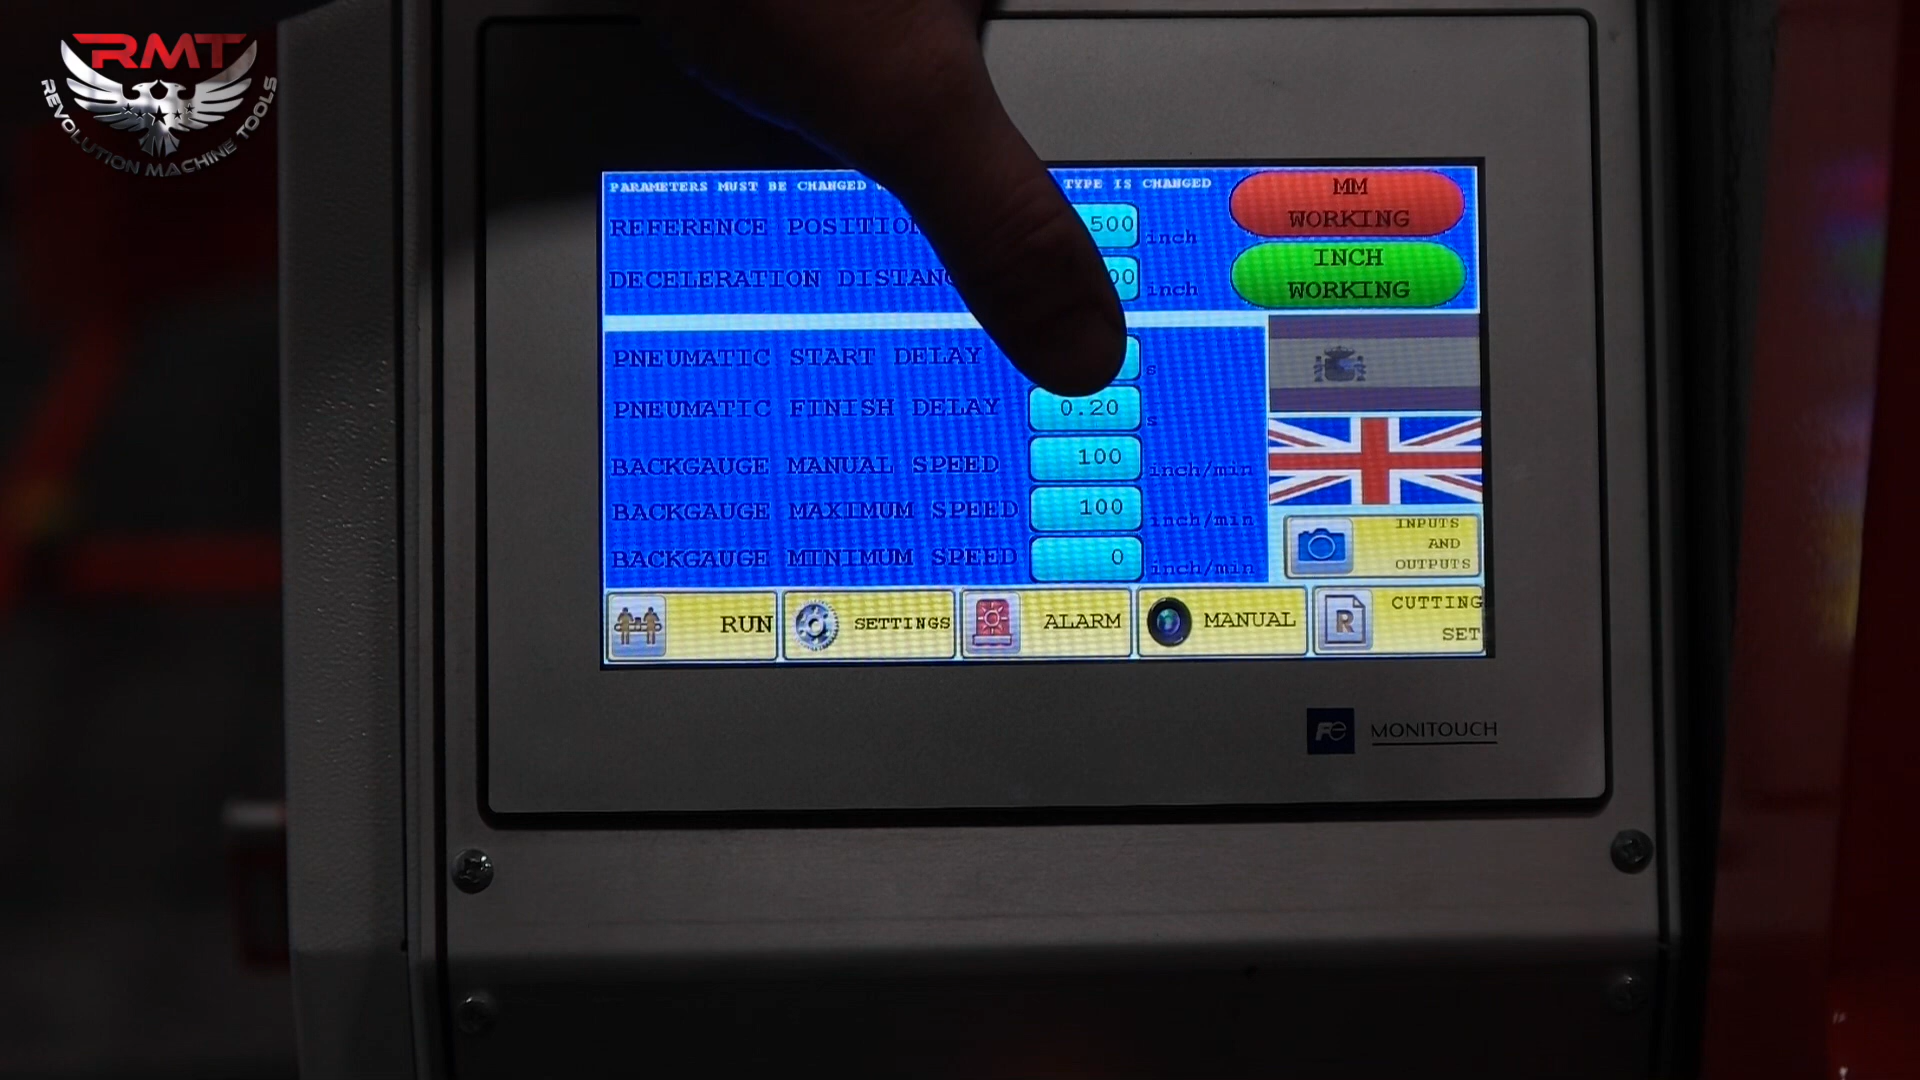 RMT
REVOLUTION MACHINE TOOLS
PARAMETERS MUST BE CHANGED TYPE IS CHANGED
REFERENCE POSITION 500 inch
DECELERATION DISTANC 00 inch
MM
WORKING
INCH
WORKING
PNEUMATIC START DELAY s
PNEUMATIC FINISH DELAY 0.20 s
BACKGAUGE MANUAL SPEED 100 inch/min
BACKGAUGE MAXIMUM SPEED 100 inch/min
BACKGAUGE MINIMUM SPEED 0 inch/min
INPUTS
AND
OUTPUTS
RUN SETTINGS ALARM MANUAL R CUTTING
SET
Fe MONITOUCH